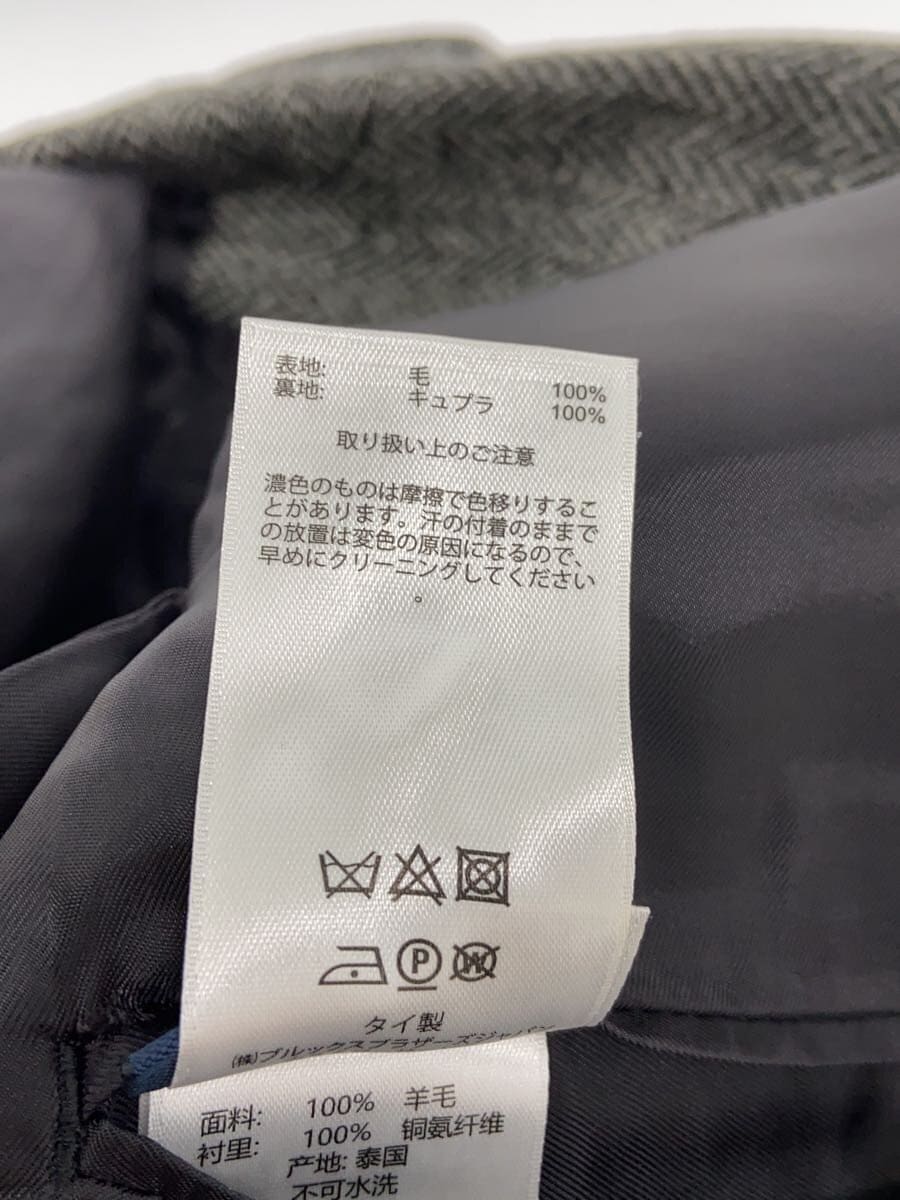 表地: 毛 100%
裏地: キュプラ 100%
取り扱い上のご注意
濃色のものは摩擦で色移りするこ
とがあります。汗の付着のままで
の放置は変色の原因になるので、
早めにクリーニングしてください
。
P W
タイ製
(株)ブルックスブラザーズジャパン
面料: 100% 羊毛
衬里: 100% 铜氨纤维
产地: 泰国
不可水洗